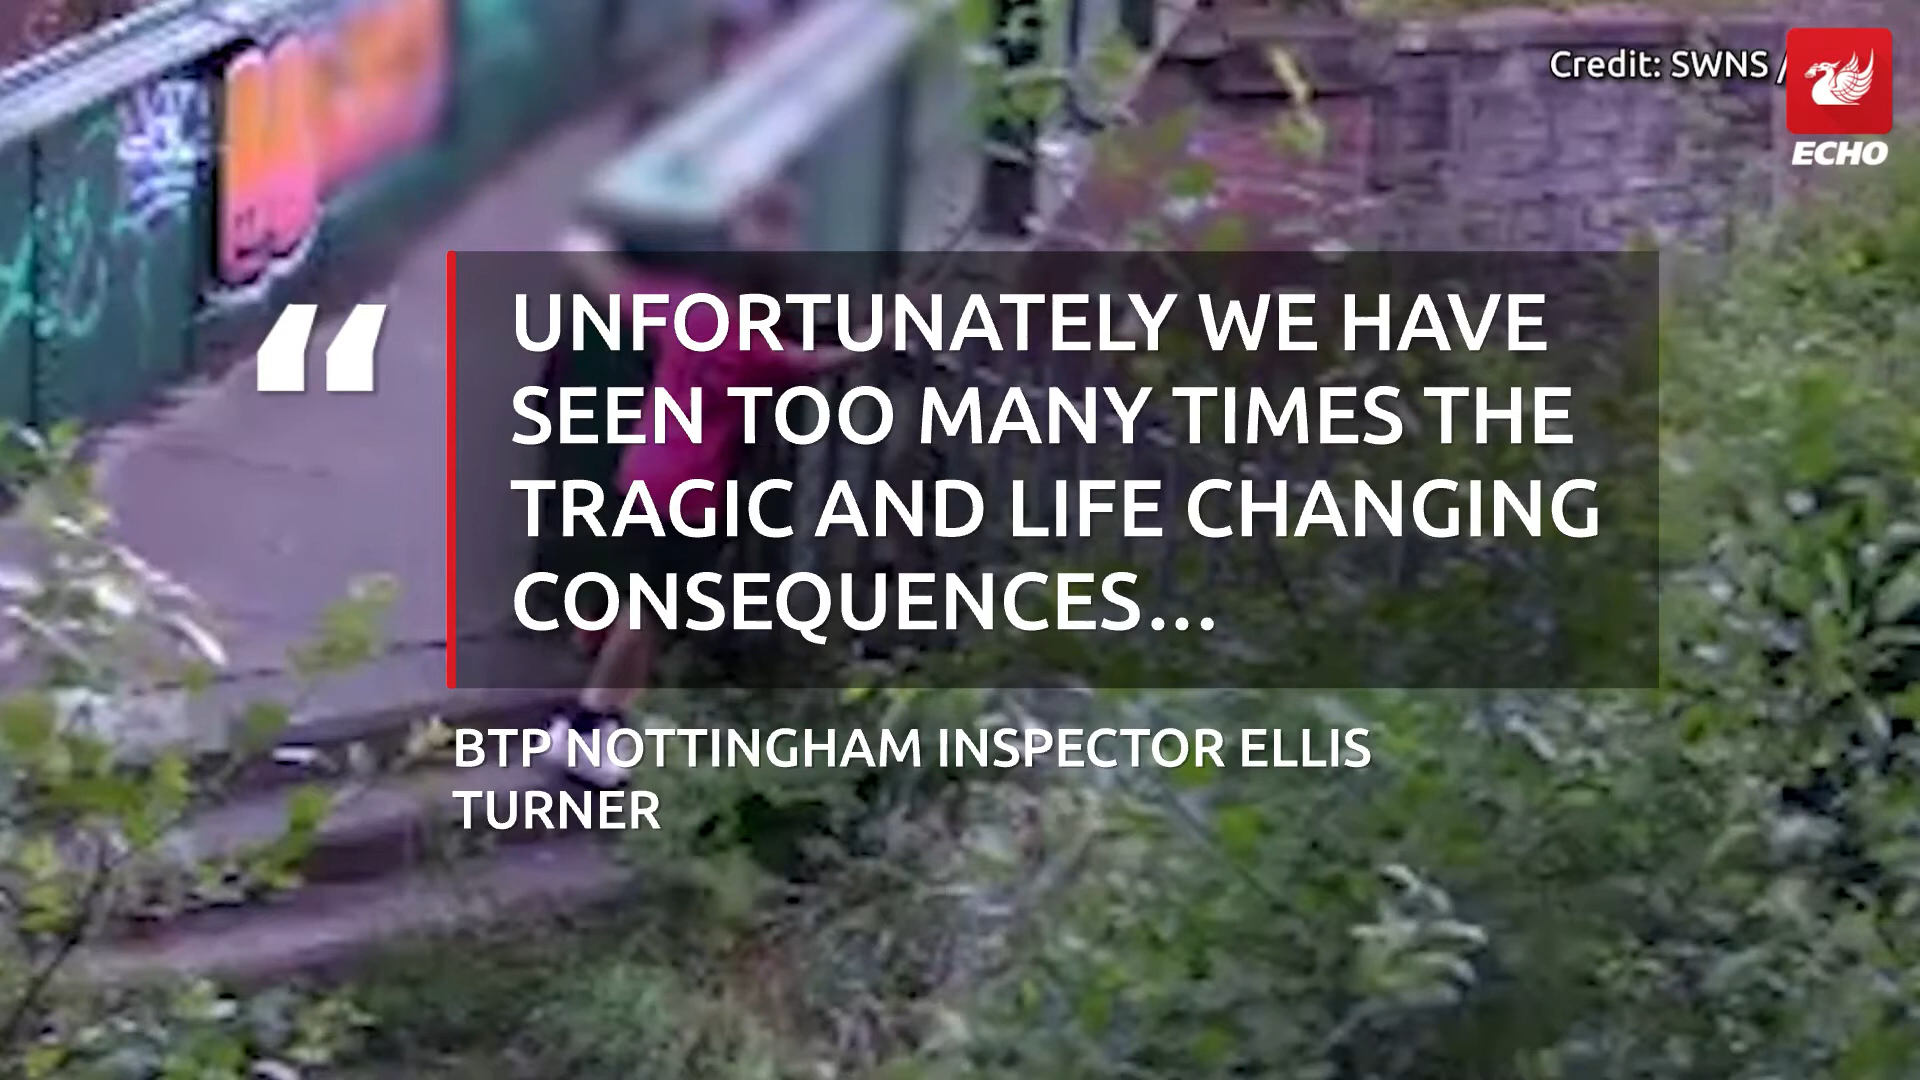 Credit: SWNS /
ECHO
“
UNFORTUNATELY WE HAVE
SEEN TOO MANY TIMES THE
TRAGIC AND LIFE CHANGING
CONSEQUENCES...
BTP NOTTINGHAM INSPECTOR ELLIS
TURNER